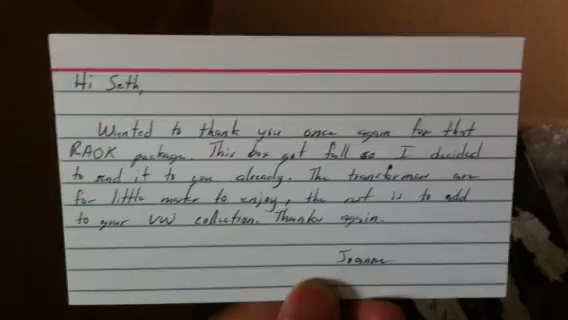 Hi Seth,
Wanted to thank you once again for that
RAOK package. This box got full so I decided
to send it to you already. The transformers are
for little mister to enjoy, the rest is to add
to your VW collection. Thanks again.
Joanne